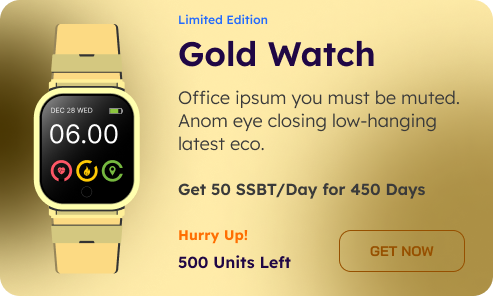 Limited Edition
Gold Watch
Office ipsum you must be muted.
Anom eye closing low-hanging
latest eco.
Get 50 SSBT/Day for 450 Days
Hurry Up!
500 Units Left
GET NOW
DEC 28 WED
06.00